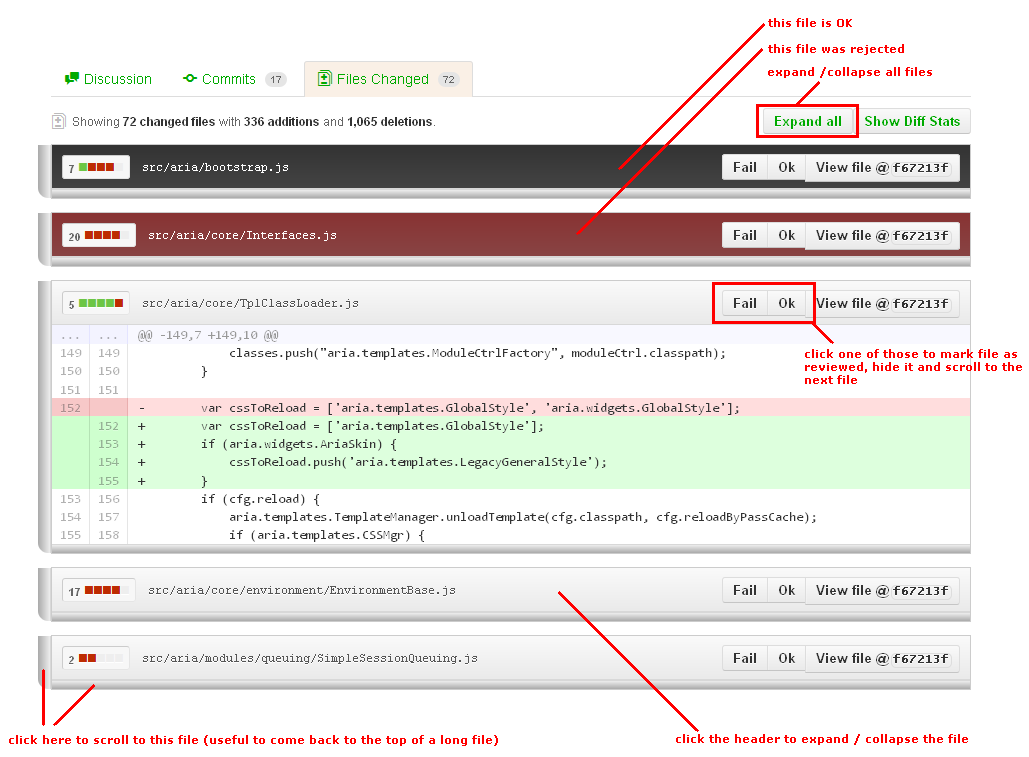 this file is OK
this file was rejected
expand /collapse all files
Discussion Commits 17 Files Changed 72
Showing 72 changed files with 336 additions and 1,065 deletions. Expand all Show Diff Stats
7 src/aria/bootstrap.js Fail Ok View file @ f67213f
20 src/aria/core/Interfaces.js Fail Ok View file @ f67213f
5 src/aria/core/TplClassLoader.js Fail Ok View file @ f67213f
... ... @@ -149,7 +149,10 @@
149 149 classes.push("aria.templates.ModuleCtrlFactory", moduleCtrl.classpath);
150 150 }
151 151
152 - var cssToReload = ['aria.templates.GlobalStyle', 'aria.widgets.GlobalStyle'];
152 + var cssToReload = ['aria.templates.GlobalStyle'];
153 + if (aria.widgets.AriaSkin) {
154 + cssToReload.push('aria.templates.LegacyGeneralStyle');
155 + }
153 156 if (cfg.reload) {
154 157 aria.templates.TemplateManager.unloadTemplate(cfg.classpath, cfg.reloadByPassCache);
155 158 if (aria.templates.CSSMgr) {
click one of those to mark file as
reviewed, hide it and scroll to the
next file
17 src/aria/core/environment/EnvironmentBase.js Fail Ok View file @ f67213f
2 src/aria/modules/queuing/SimpleSessionQueuing.js Fail Ok View file @ f67213f
click here to scroll to this file (useful to come back to the top of a long file)
click the header to expand / collapse the file